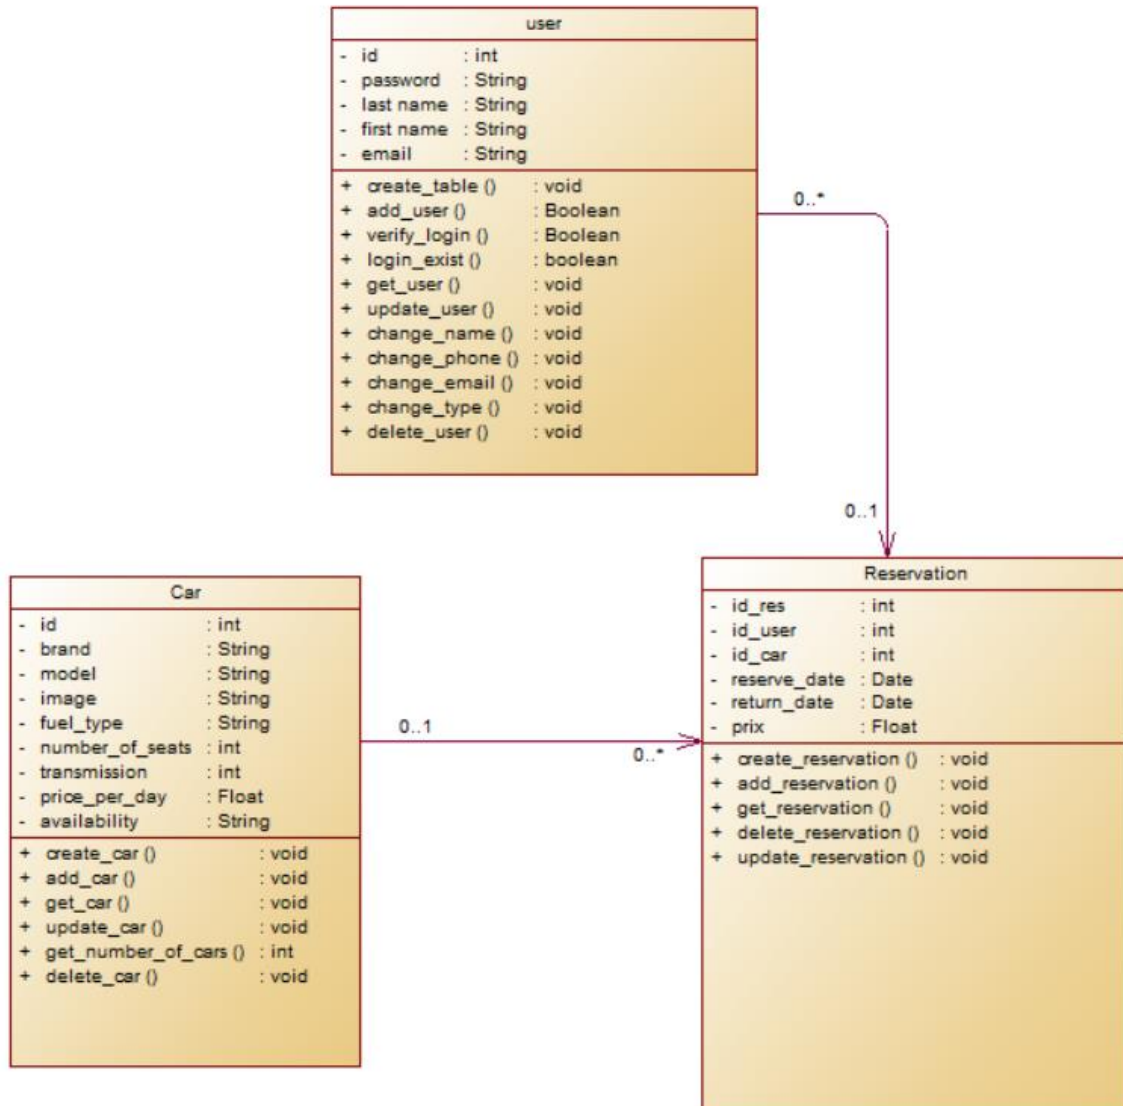 user
- id : int
- password : String
- last name : String
- first name : String
- email : String
+ create_table () : void
+ add_user () : Boolean
+ verify_login () : Boolean
+ login_exist () : boolean
+ get_user () : void
+ update_user () : void
+ change_name () : void
+ change_phone () : void
+ change_email () : void
+ change_type () : void
+ delete_user () : void
0..*
0..1
Car
- id : int
- brand : String
- model : String
- image : String
- fuel_type : String
- number_of_seats : int
- transmission : int
- price_per_day : Float
- availability : String
+ create_car () : void
+ add_car () : void
+ get_car () : void
+ update_car () : void
+ get_number_of_cars () : int
+ delete_car () : void
0..1
0..*
Reservation
- id_res : int
- id_user : int
- id_car : int
- reserve_date : Date
- return_date : Date
- prix : Float
+ create_reservation () : void
+ add_reservation () : void
+ get_reservation () : void
+ delete_reservation () : void
+ update_reservation () : void